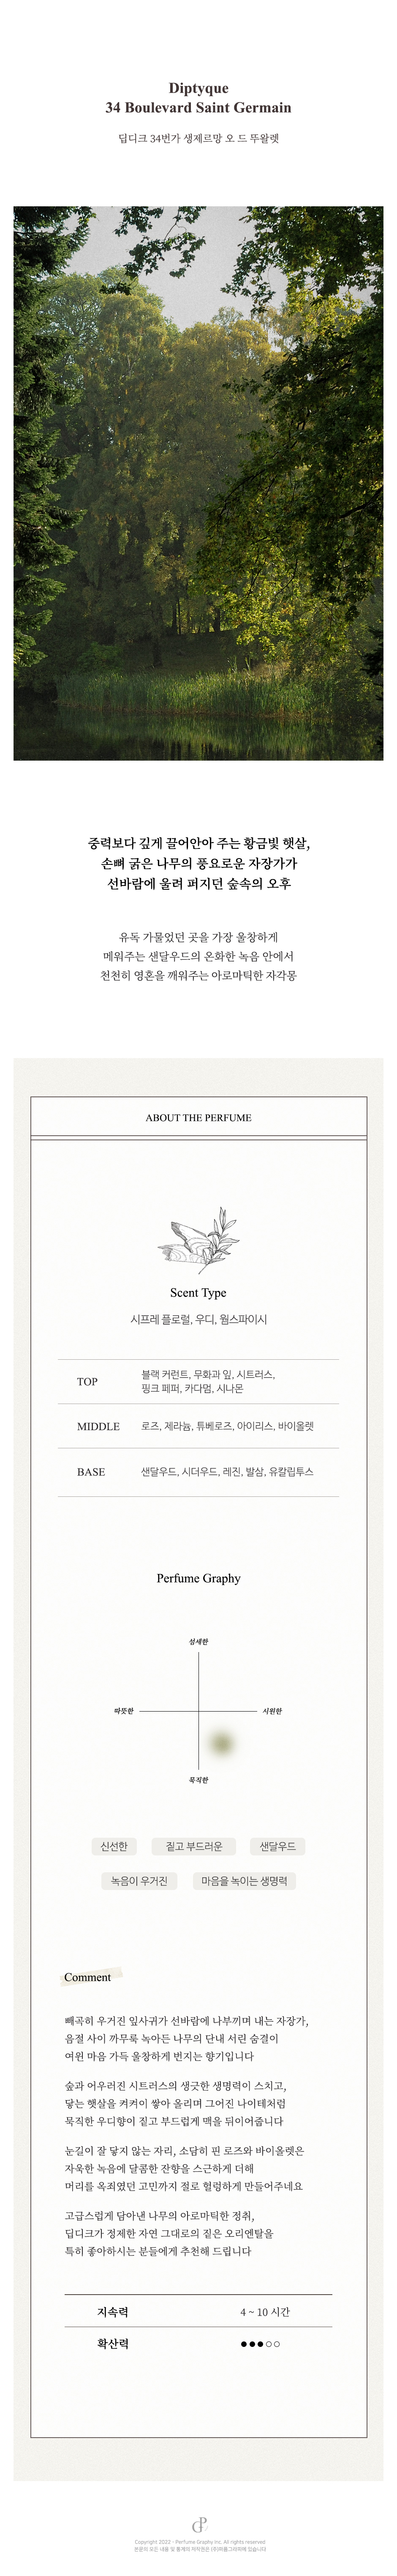 Diptyque
34 Boulevard Saint Germain
딥디크 34번가 생제르망 오 드 뚜왈렛
중력보다 깊게 끌어안아 주는 황금빛 햇살,
손뼈 굵은 나무의 풍요로운 자장가가
선바람에 울려 퍼지던 숲속의 오후
유독 가물었던 곳을 가장 울창하게
메워주는 샌달우드의 온화한 녹음 안에서
천천히 영혼을 깨워주는 아로마틱한 자각몽
ABOUT THE PERFUME
Scent Type
시프레 플로럴, 우디, 웜스파이시
TOP
블랙 커런트, 무화과 잎, 시트러스,
핑크 페퍼, 카다멈, 시나몬
MIDDLE
로즈, 제라늄, 튜베로즈, 아이리스, 바이올렛
BASE
샌달우드, 시더우드, 레진, 발삼, 유칼립투스
Perfume Graphy
섬세한
따뜻한
시원한
묵직한
신선한
짙고 부드러운
샌달우드
녹음이 우거진
마음을 녹이는 생명력
Comment
빼곡히 우거진 잎사귀가 선바람에 나부끼며 내는 자장가,
음절 사이 까무룩 녹아든 나무의 단내 서린 숨결이
여윈 마음 가득 울창하게 번지는 향기입니다
숲과 어우러진 시트러스의 생긋한 생명력이 스치고,
닿는 햇살을 켜켜이 쌓아 올리며 그어진 나이테처럼
묵직한 우디향이 짙고 부드럽게 맥을 뒤이어줍니다
눈길이 잘 닿지 않는 자리, 소담히 핀 로즈와 바이올렛은
자욱한 녹음에 달콤한 잔향을 스근하게 더해
머리를 옥죄였던 고민까지 절로 헐렁하게 만들어주네요
고급스럽게 담아낸 나무의 아로마틱한 정취,
딥디크가 정제한 자연 그대로의 짙은 오리엔탈을
특히 좋아하시는 분들에게 추천해 드립니다
지속력
4 ~ 10 시간
확산력
●●●○○
Copyright 2022 - Perfume Graphy Inc. All rights reserved
본문의 모든 내용 및 통계의 저작권은 (주)퍼퓸그라피에 있습니다